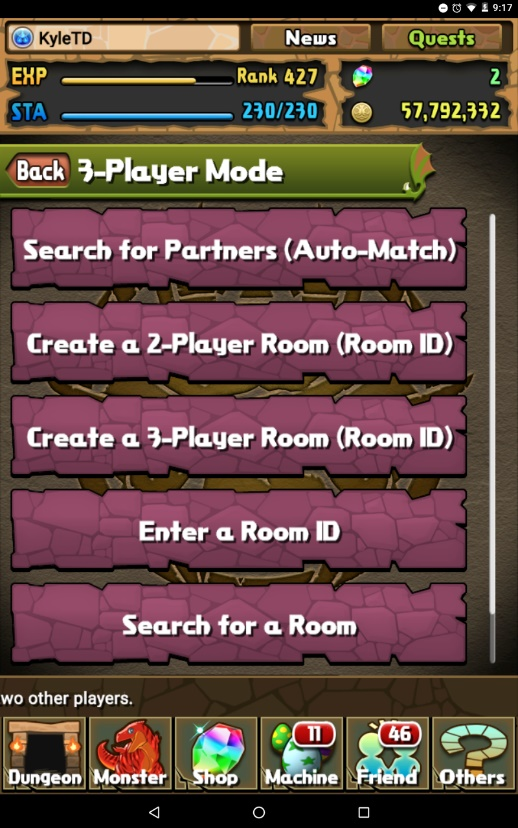 9:17
KyleTD
News
Quests
EXP
Rank 427
2
STA
230/230
57,792,332
Back
3-Player Mode
Search for Partners (Auto-Match)
Create a 2-Player Room (Room ID)
Create a 3-Player Room (Room ID)
Enter a Room ID
Search for a Room
wo other players.
11
46
Dungeon
Monster
Shop
Machine
Friend
Others